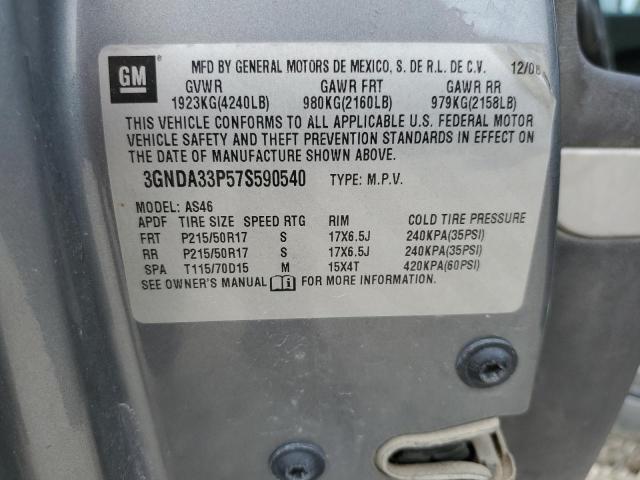 GM
MFD BY GENERAL MOTORS DE MEXICO, S. DE R.L. DE C.V. 12/06
GVWR GAWR FRT GAWR RR
1923KG(4240LB) 980KG(2160LB) 979KG(2158LB)
THIS VEHICLE CONFORMS TO ALL APPLICABLE U.S. FEDERAL MOTOR
VEHICLE SAFETY AND THEFT PREVENTION STANDARDS IN EFFECT ON
THE DATE OF MANUFACTURE SHOWN ABOVE.
3GNDA33P57S590540 TYPE: M.P.V.
MODEL: AS46
APDF TIRE SIZE SPEED RTG RIM COLD TIRE PRESSURE
FRT P215/50R17 S 17X6.5J 240KPA(35PSI)
RR P215/50R17 S 17X6.5J 240KPA(35PSI)
SPA T115/70D15 M 15X4T 420KPA(60PSI)
SEE OWNER'S MANUAL FOR MORE INFORMATION.